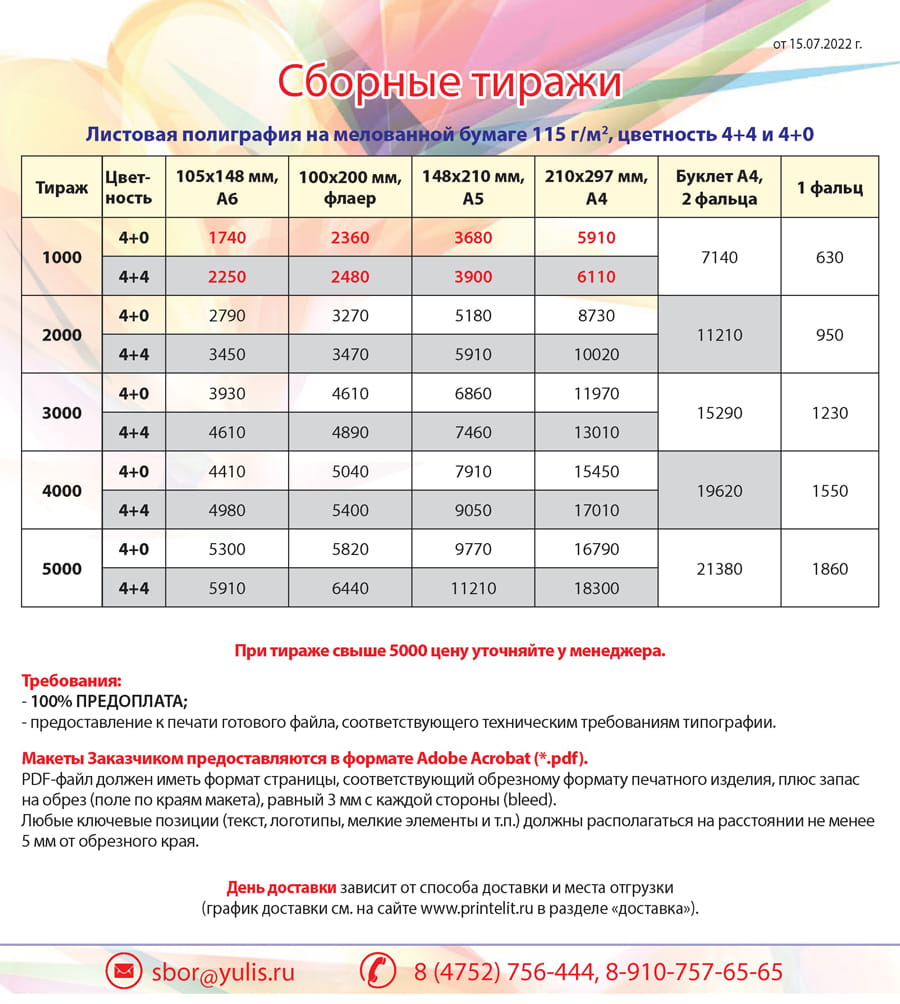 от 15.07.2022 г.
Сборные тиражи
Листовая полиграфия на мелованной бумаге 115 г/м², цветность 4+4 и 4+0
Тираж Цвет-ность 105x148 мм, А6 100x200 мм, флаер 148x210 мм, А5 210x297 мм, А4 Буклет А4, 2 фальца 1 фальц
1000 4+0 1740 2360 3680 5910 7140 630
4+4 2250 2480 3900 6110
2000 4+0 2790 3270 5180 8730 11210 950
4+4 3450 3470 5910 10020
3000 4+0 3930 4610 6860 11970 15290 1230
4+4 4610 4890 7460 13010
4000 4+0 4410 5040 7910 15450 19620 1550
4+4 4980 5400 9050 17010
5000 4+0 5300 5820 9770 16790 21380 1860
4+4 5910 6440 11210 18300
При тираже свыше 5000 цену уточняйте у менеджера.
Требования:
- 100% ПРЕДОПЛАТА;
- предоставление к печати готового файла, соответствующего техническим требованиям типографии.
Макеты Заказчиком предоставляются в формате Adobe Acrobat (*.pdf).
PDF-файл должен иметь формат страницы, соответствующий обрезному формату печатного изделия, плюс запас
на обрез (поле по краям макета), равный 3 мм с каждой стороны (bleed).
Любые ключевые позиции (текст, логотипы, мелкие элементы и т.п.) должны располагаться на расстоянии не менее
5 мм от обрезного края.
День доставки зависит от способа доставки и места отгрузки
(график доставки см. на сайте www.printelit.ru в разделе «доставка»).
sbor@yulis.ru 8 (4752) 756-444, 8-910-757-65-65